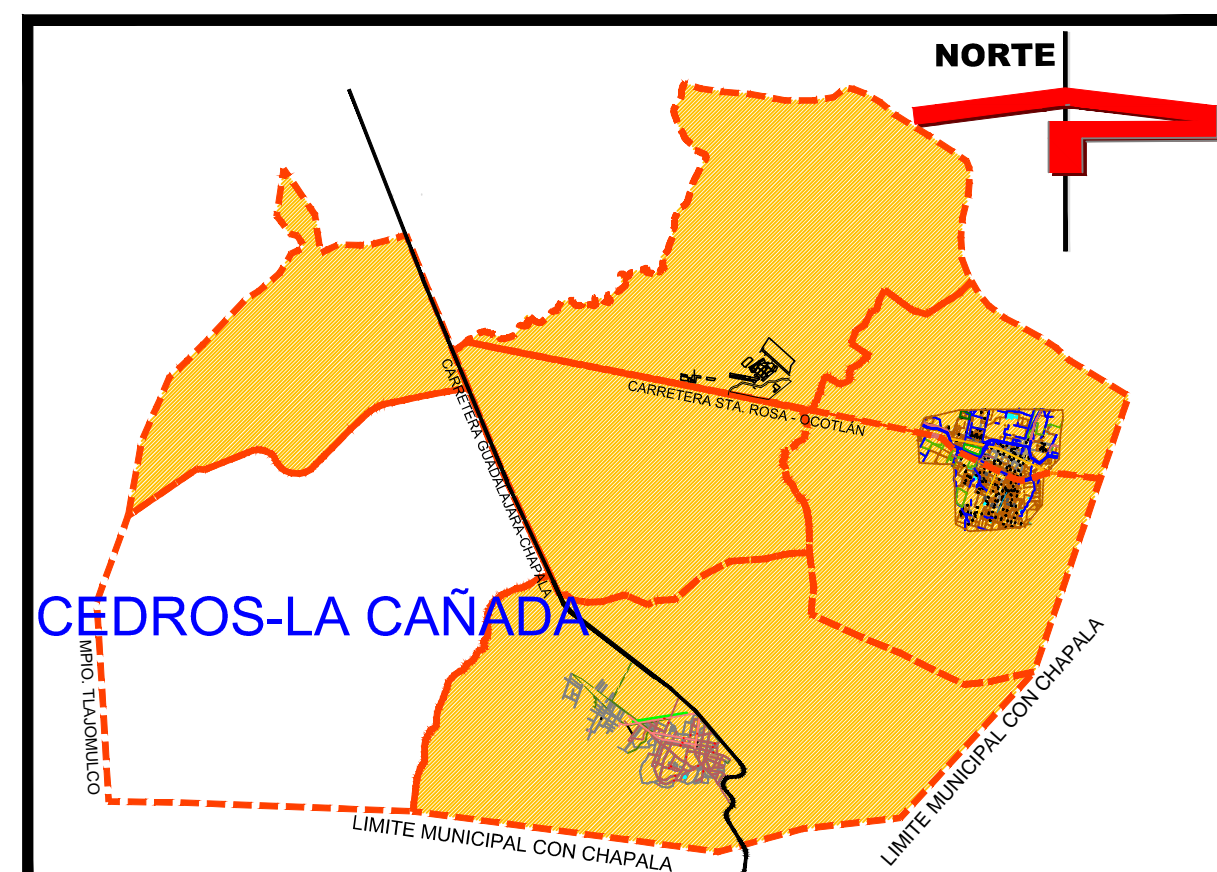 NORTE
CARRETERA GUADALAJARA-CHAPALA
CARRETERA STA. ROSA - OCOTLÁN
CEDROS-LA CAÑADA
MPIO. TLAJOMULCO
LIMITE MUNICIPAL CON CHAPALA
LIMITE MUNICIPAL CON CHAPALA